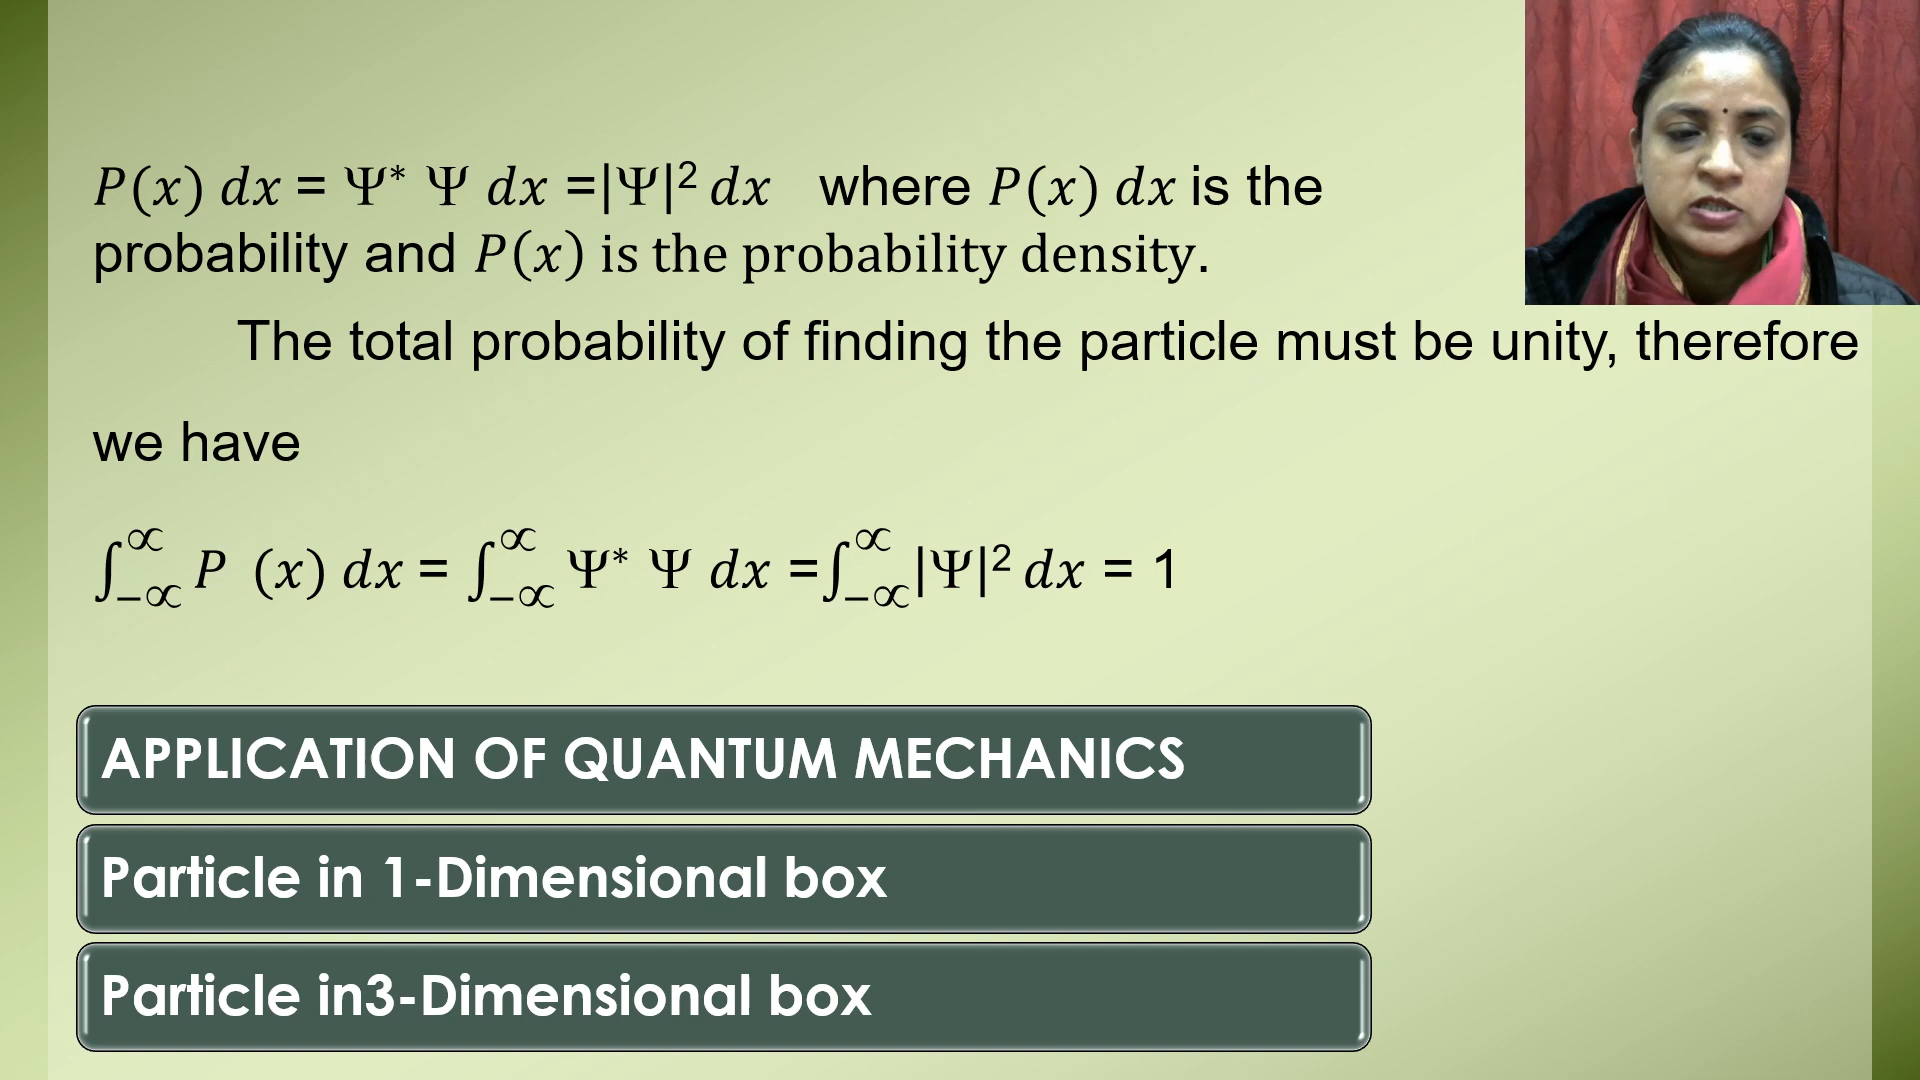 P(x) dx = Ψ* Ψ dx =|Ψ|² dx where P(x) dx is the
probability and P(x) is the probability density.
The total probability of finding the particle must be unity, therefore
we have
∫₋∝^∝ P (x) dx = ∫₋∝^∝ Ψ* Ψ dx =∫₋∝^∝ |Ψ|² dx = 1
APPLICATION OF QUANTUM MECHANICS
Particle in 1-Dimensional box
Particle in3-Dimensional box